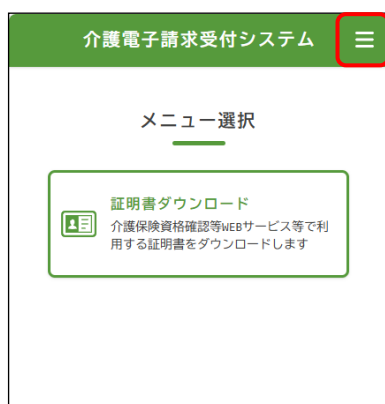 介護電子請求受付システム
メニュー選択
証明書ダウンロード
介護保険資格確認等WEBサービス等で利
用する証明書をダウンロードします